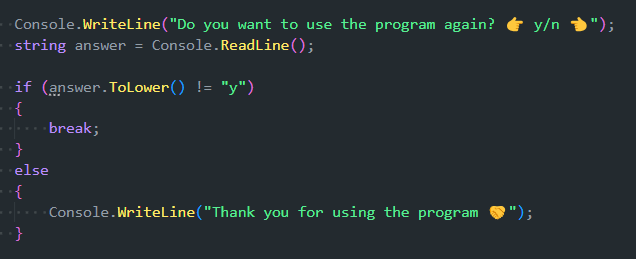 Console.WriteLine("Do you want to use the program again? 👉 y/n 👈");
string answer = Console.ReadLine();
if (answer.ToLower() != "y")
{
break;
}
else
{
Console.WriteLine("Thank you for using the program 🤝");
}